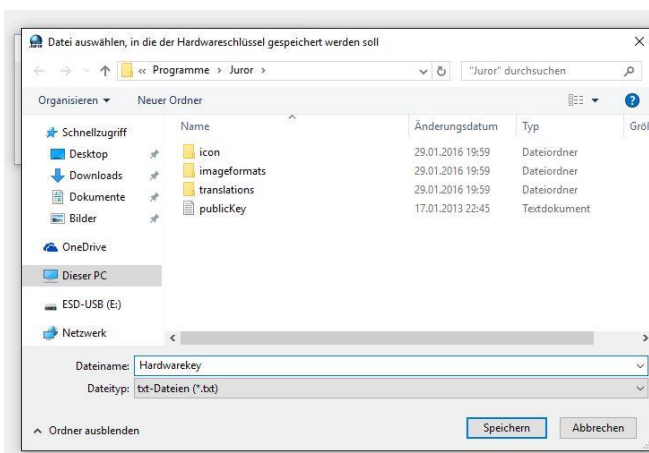 Datei auswählen, in die der Hardwareschlüssel gespeichert werden soll
« Programme › Juror ›
"Juror" durchsuchen
Organisieren Neuer Ordner
Name Änderungsdatum Typ Größ
Schnellzugriff
Desktop
Downloads
Dokumente
Bilder
OneDrive
Dieser PC
ESD-USB (E:)
Netzwerk
icon 29.01.2016 19:59 Dateiordner
imageformats 29.01.2016 19:59 Dateiordner
translations 29.01.2016 19:59 Dateiordner
publicKey 17.01.2013 22:45 Textdokument
Dateiname: Hardwarekey
Dateityp: txt-Dateien (*.txt)
Ordner ausblenden
Speichern Abbrechen